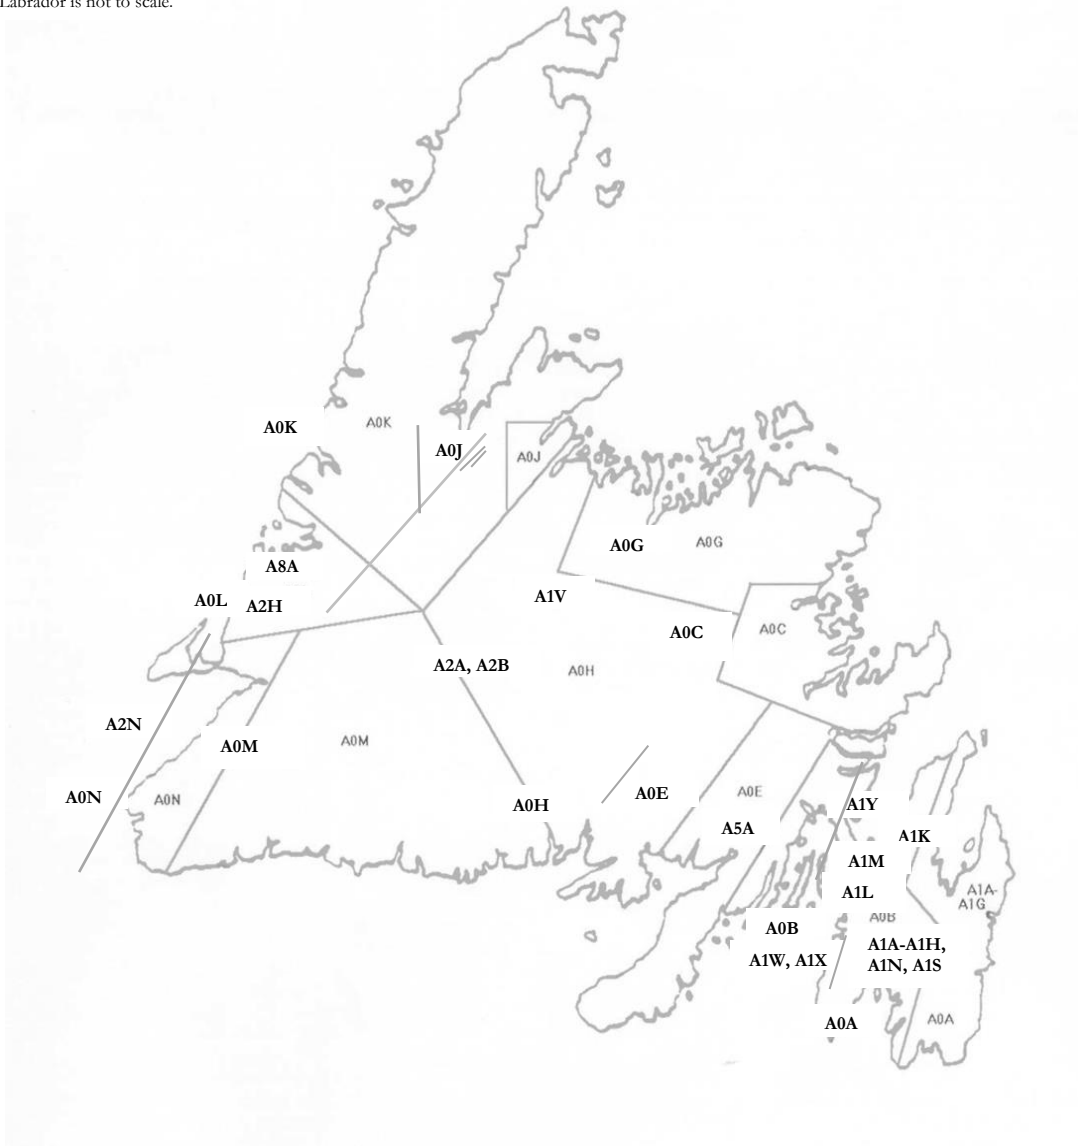 Labrador is not to scale.
A0K
A0K
A0J
A0J
A0G
A0G
A8A
A0L
A2H
A1V
A0C
A0C
A2A, A2B
A0H
A2N
A0M
A0M
A0N
A0N
A0H
A0E
A0E
A5A
A1Y
A1K
A1M
A1L
A1A-
A1G
A0B
A0B
A1A-A1H,
A1N, A1S
A1W, A1X
A0A
A0A